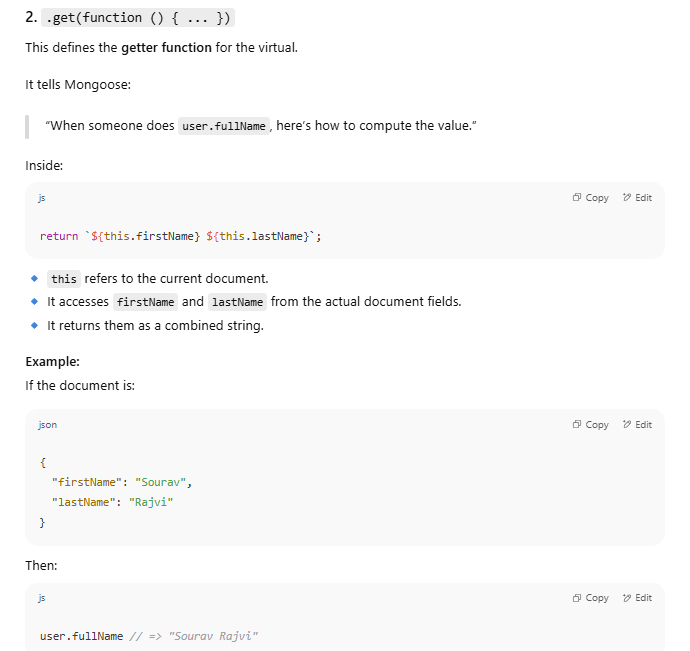 2. .get(function () { ... })
This defines the getter function for the virtual.
It tells Mongoose:
“When someone does user.fullName, here’s how to compute the value.”
Inside:
js Copy Edit
return `${this.firstName} ${this.lastName}`;
this refers to the current document.
It accesses firstName and lastName from the actual document fields.
It returns them as a combined string.
Example:
If the document is:
json Copy Edit
{
"firstName": "Sourav",
"lastName": "Rajvi"
}
Then:
js Copy Edit
user.fullName // => "Sourav Rajvi"